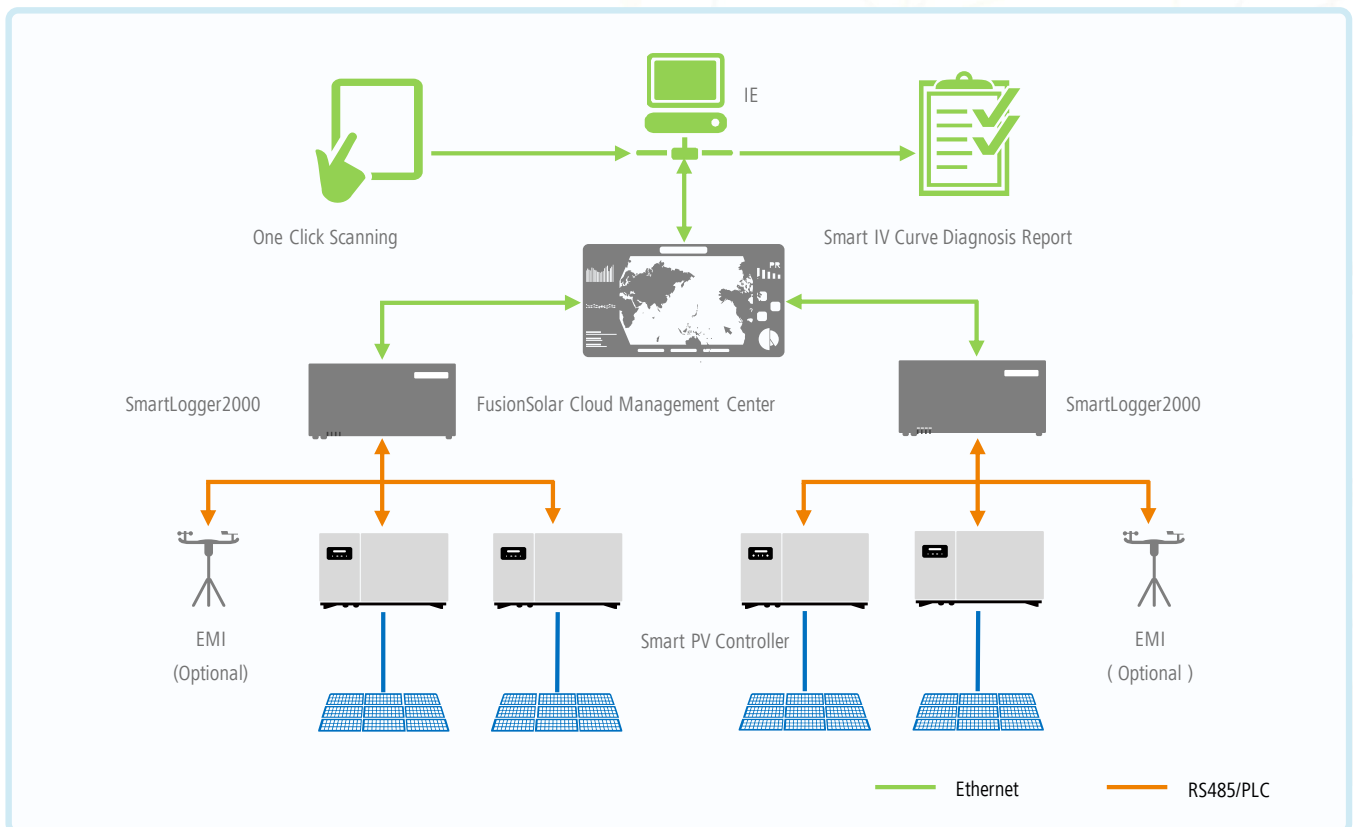 IE
One Click Scanning
Smart IV Curve Diagnosis Report
PR
SmartLogger2000
FusionSolar Cloud Management Center
SmartLogger2000
EMI
(Optional)
Smart PV Controller
EMI
( Optional )
Ethernet
RS485/PLC